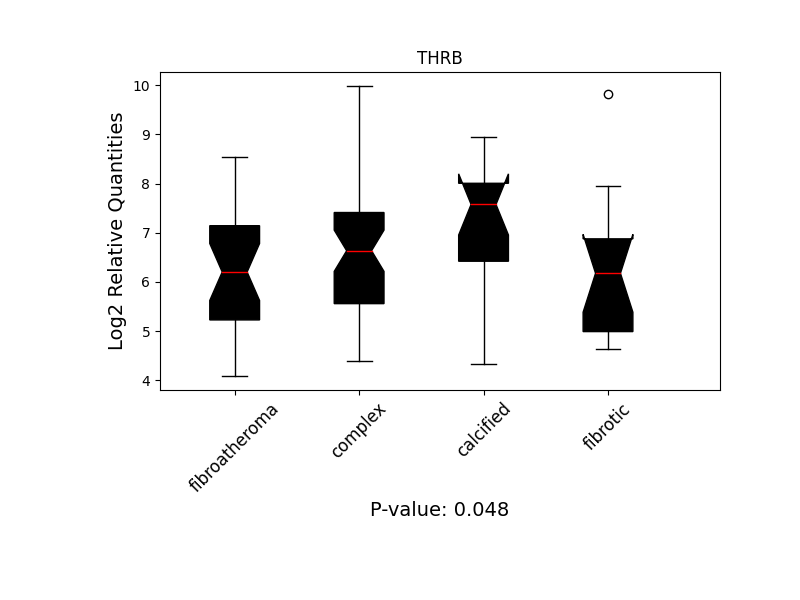 THRB
Log2 Relative Quantities
10
9
8
7
6
5
4
fibroatheroma
complex
calcified
fibrotic
P-value: 0.048